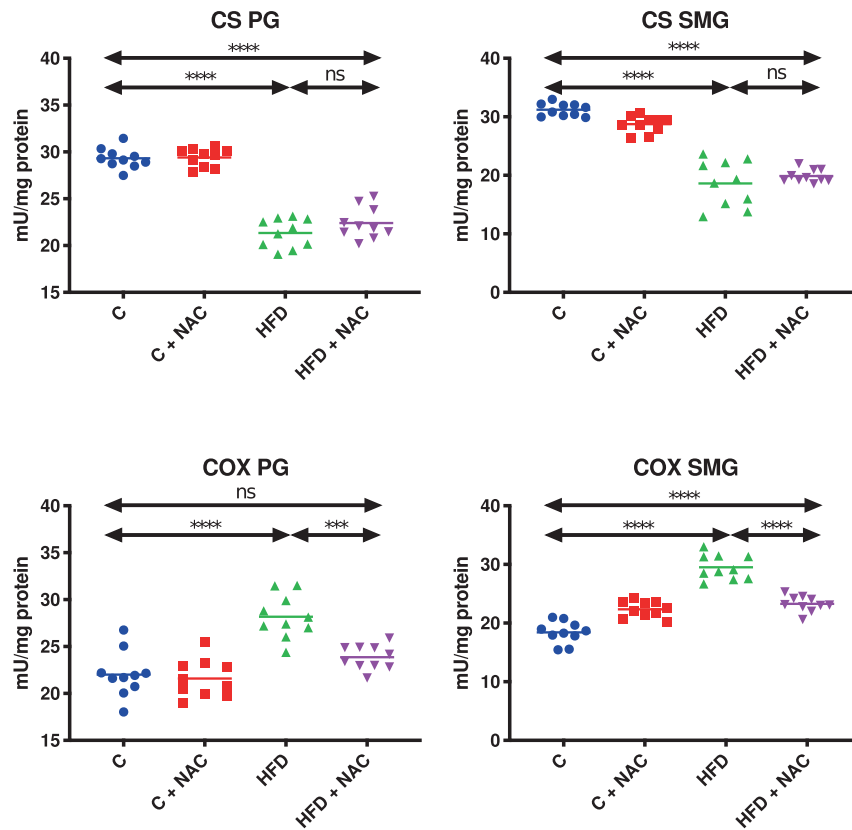 CS PG
****
**** ns
mU/mg protein
40
35
30
25
20
15
C
C + NAC
HFD
HFD + NAC
CS SMG
****
**** ns
mU/mg protein
40
30
20
10
0
C
C + NAC
HFD
HFD + NAC
COX PG
ns
**** ***
mU/mg protein
40
35
30
25
20
15
C
C + NAC
HFD
HFD + NAC
COX SMG
****
**** ****
mU/mg protein
40
30
20
10
0
C
C + NAC
HFD
HFD + NAC